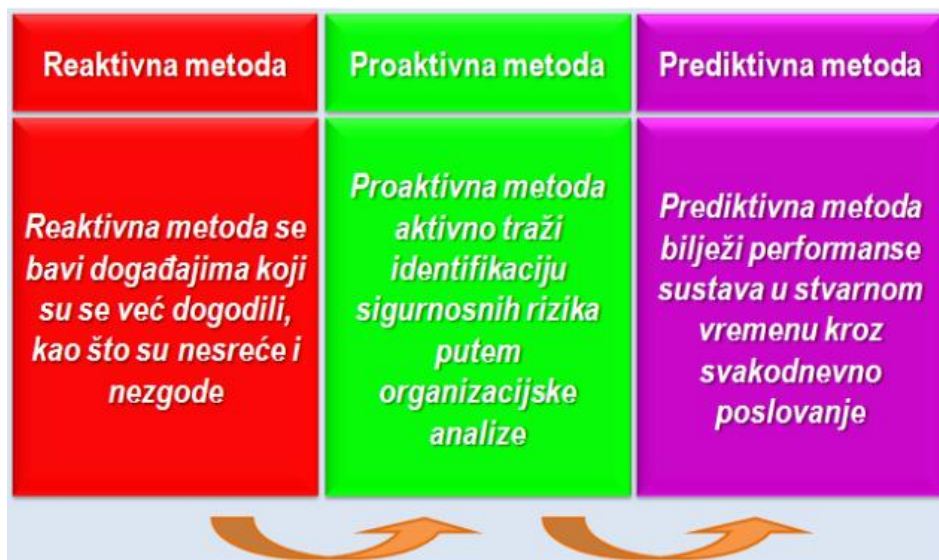 Reaktivna metoda
Proaktivna metoda
Prediktivna metoda
Reaktivna metoda se
bavi događajima koji
su se već dogodili,
kao što su nesreće i
nezgode
Proaktivna metoda
aktivno traži
identifikaciju
sigurnosnih rizika
putem
organizacijske
analize
Prediktivna metoda
bilježi performanse
sustava u stvarnom
vremenu kroz
svakodnevno
poslovanje